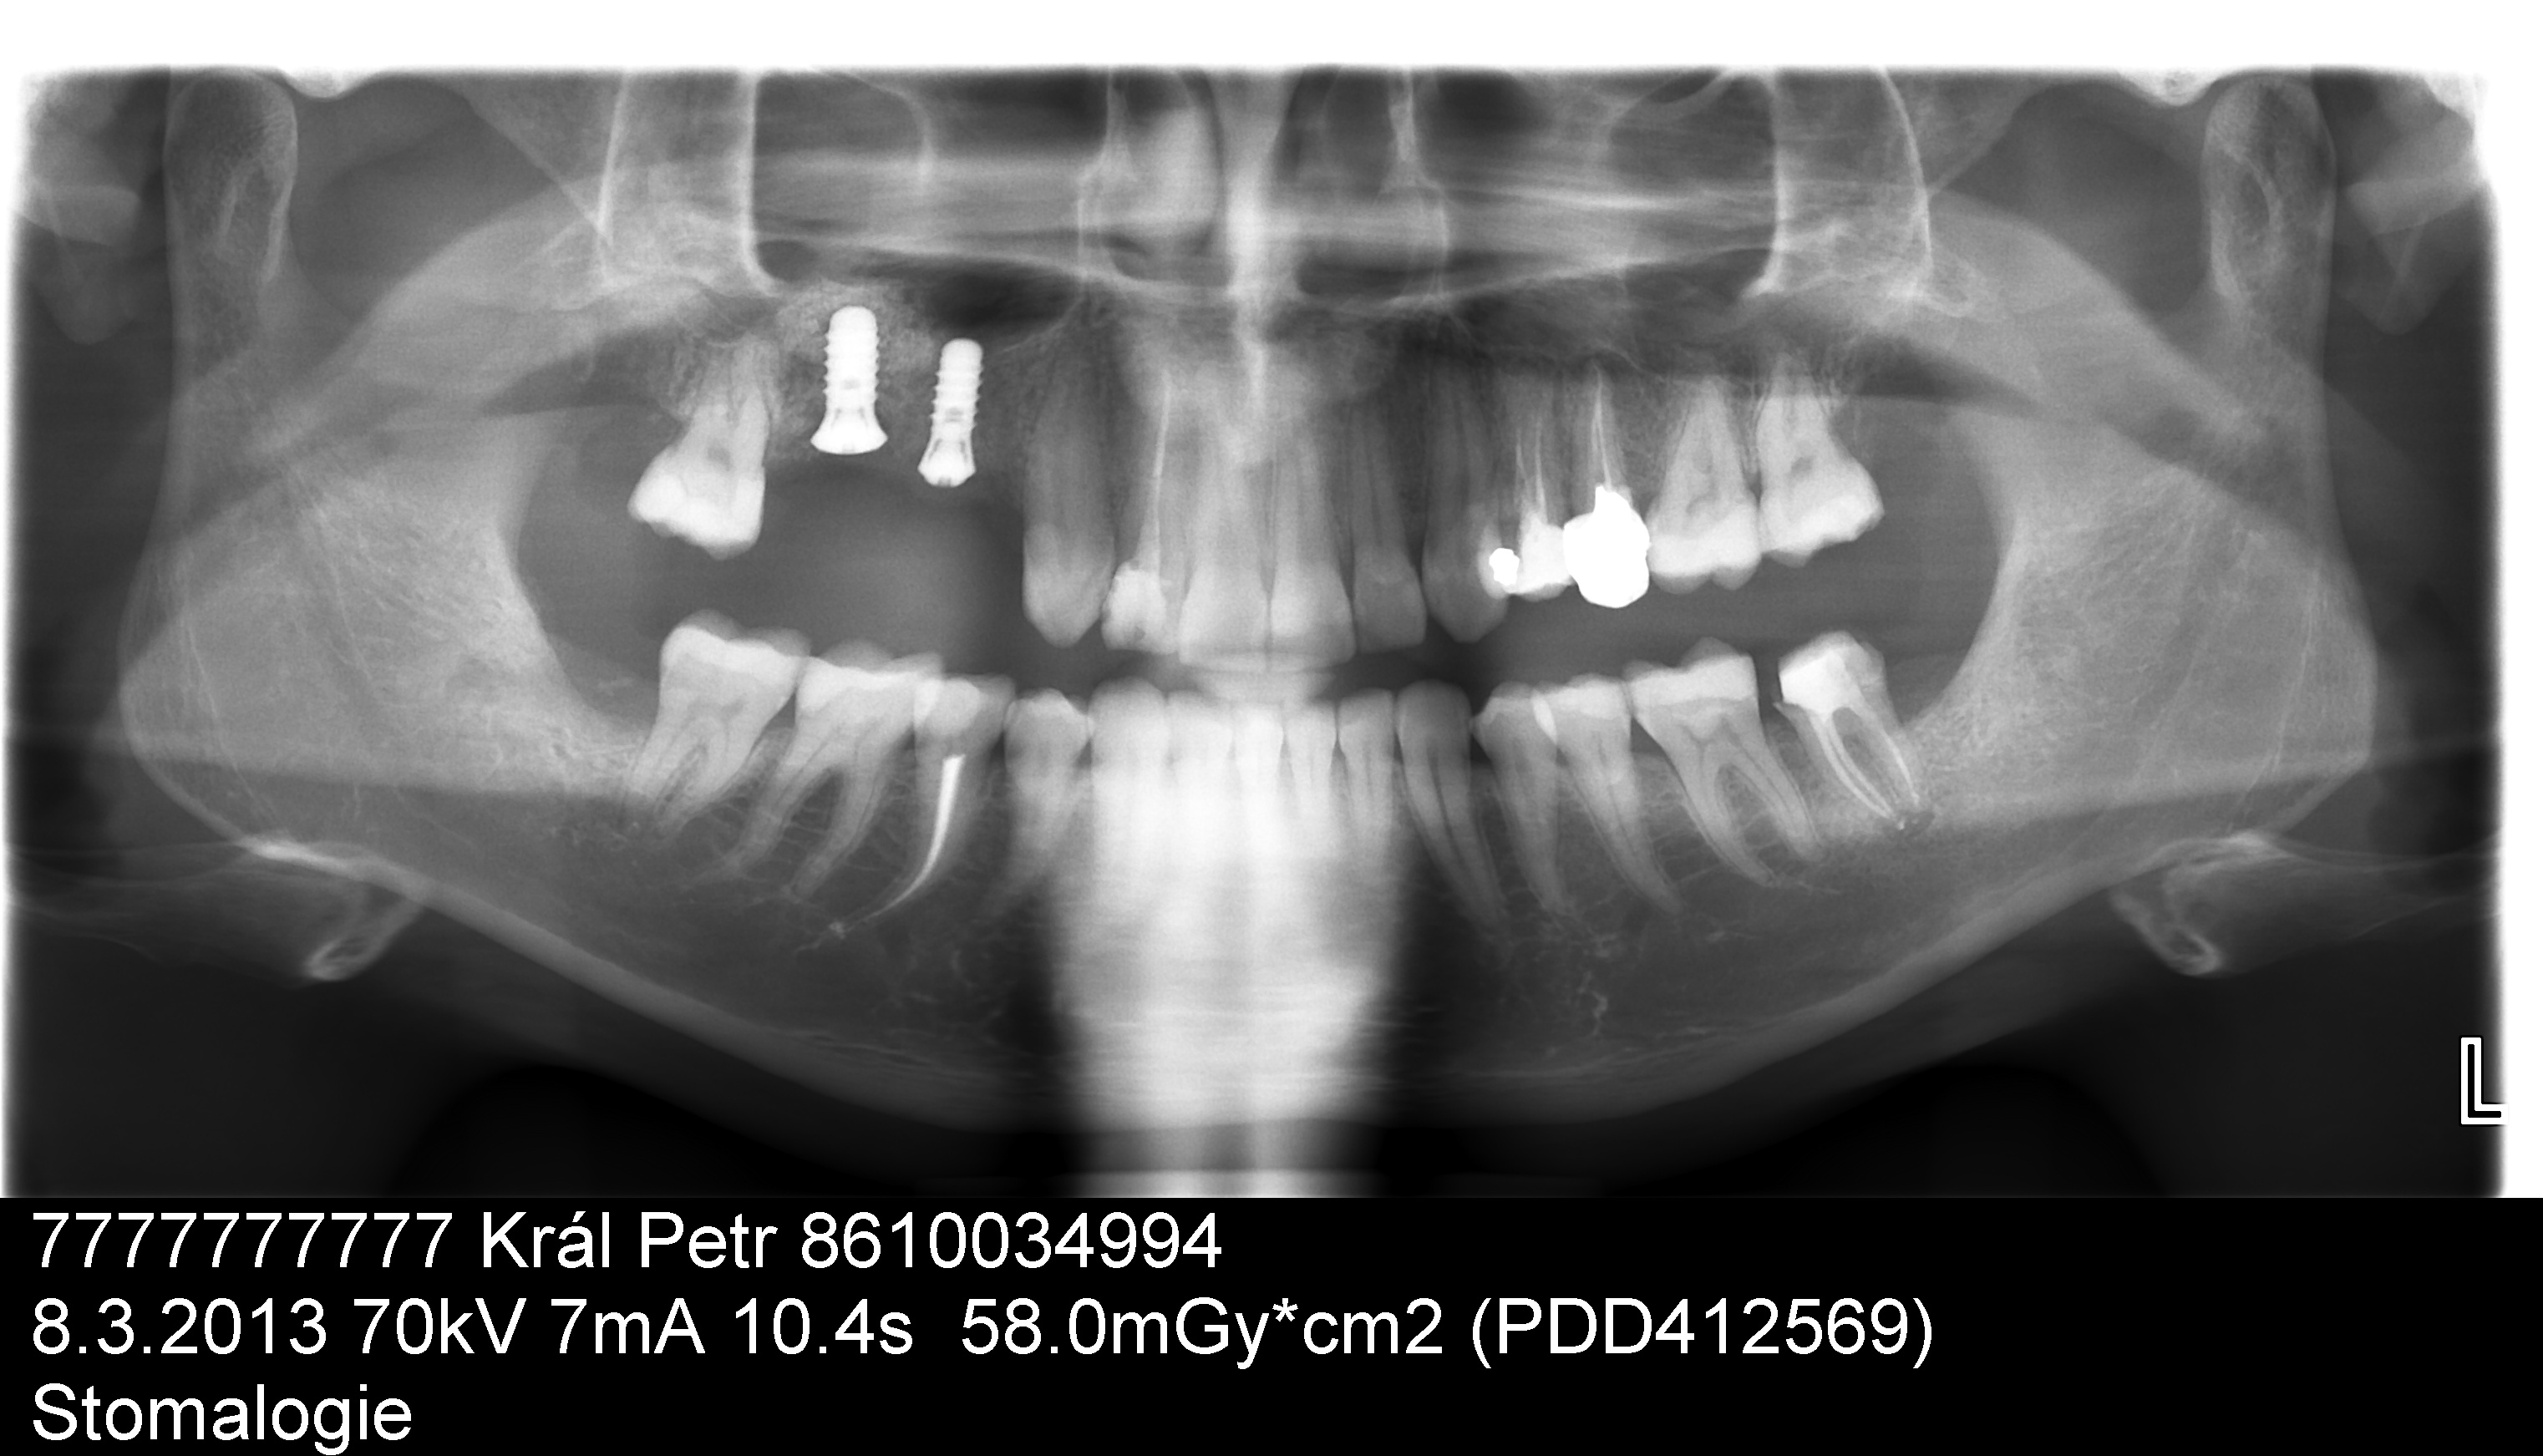 L
7777777777 Král Petr 8610034994
8.3.2013 70kV 7mA 10.4s 58.0mGy*cm2 (PDD412569)
Stomalogie